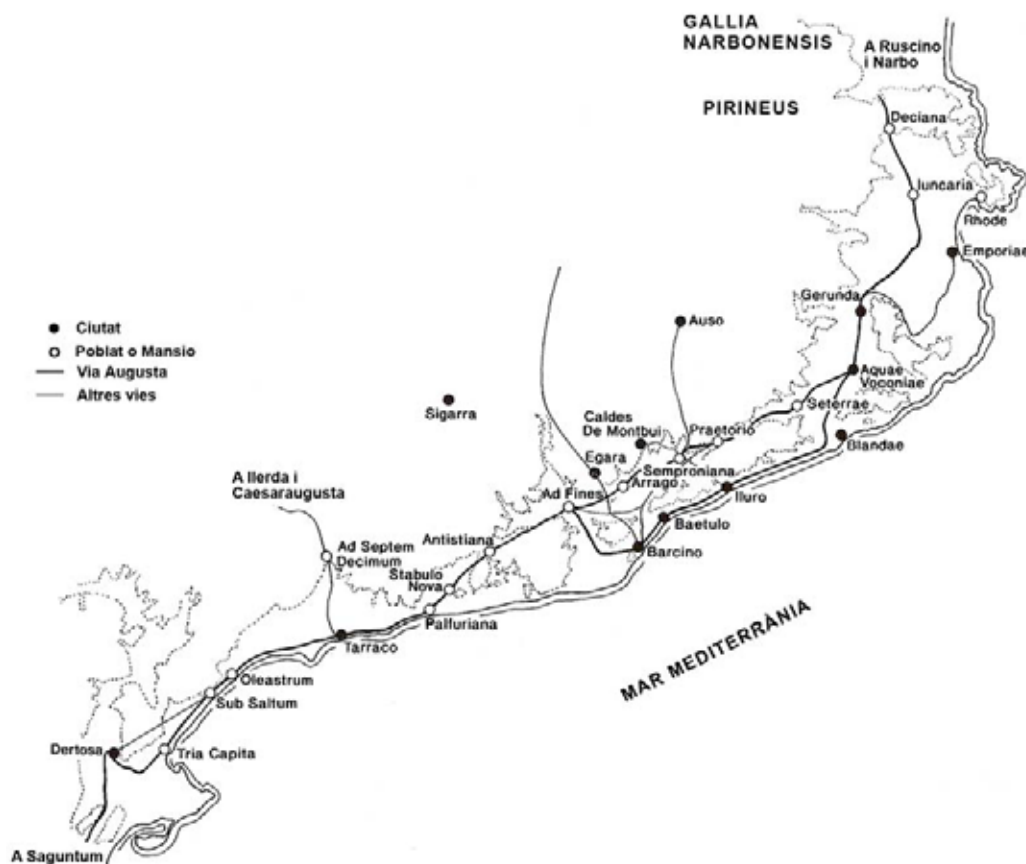 GALLIA
NARBONENSIS
A Ruscino
i Narbo
PIRINEUS
Deciana
Iuncaria
Rhode
Emporiae
Gerunda
Auso
Ciutat
Poblat o Mansio
Via Augusta
Altres vies
Aquae
Voconiae
Sigarra
Seterrae
Caldes
De Montbui
Praetorio
Blandae
Egara
Semproniana
Arrago
A Ilerda i
Caesaraugusta
Ad Fines
Iluro
Baetulo
Antistiana
Barcino
Ad Septem
Decimum
Stabulo
Nova
Palfuriana
Tarraco
MAR MEDITERRÀNIA
Oleastrum
Sub Saltum
Dertosa
Tria Capita
A Saguntum